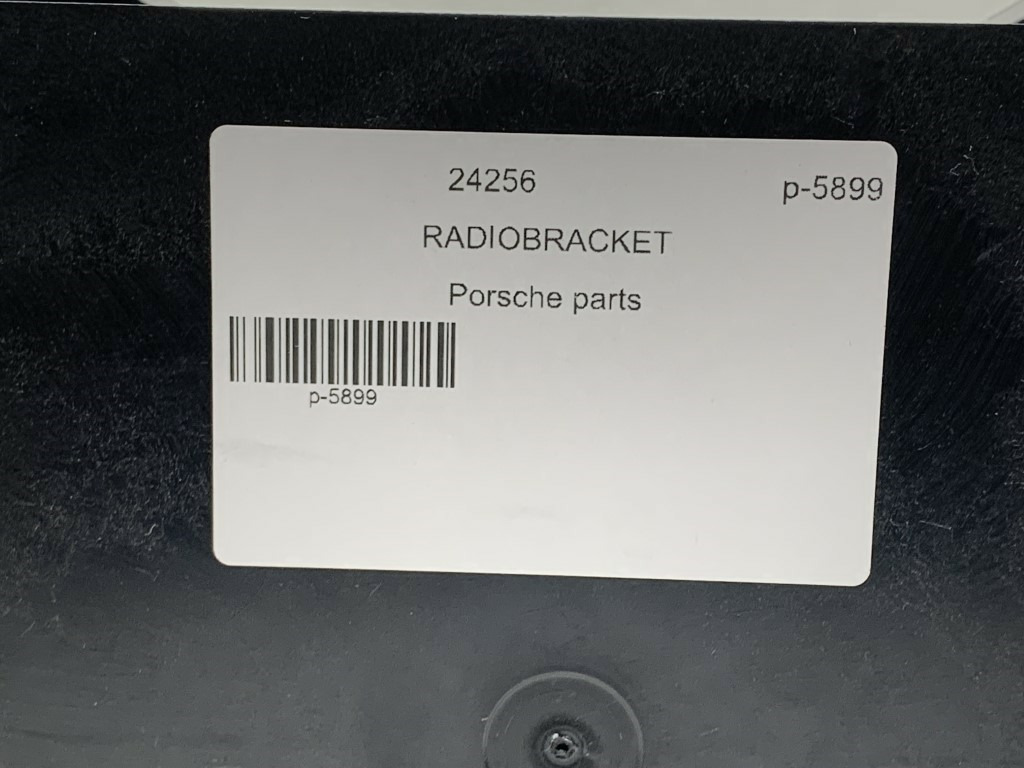 24256
p-5899
RADIOBRACKET
Porsche parts
p-5899